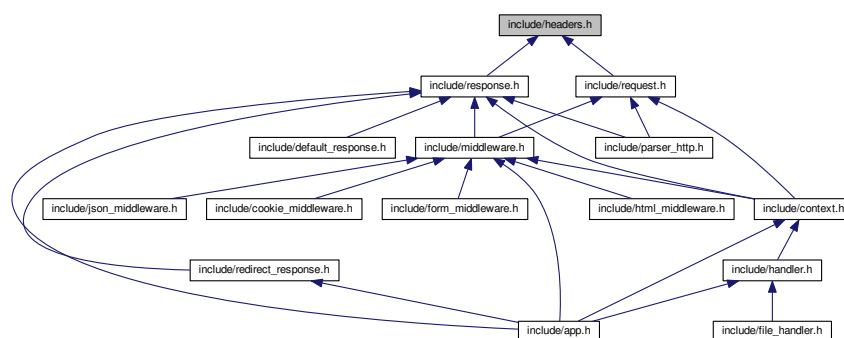 include/headers.h
include/response.h
include/request.h
include/default_response.h
include/middleware.h
include/parser_http.h
include/json_middleware.h
include/cookie_middleware.h
include/form_middleware.h
include/html_middleware.h
include/context.h
include/redirect_response.h
include/handler.h
include/app.h
include/file_handler.h